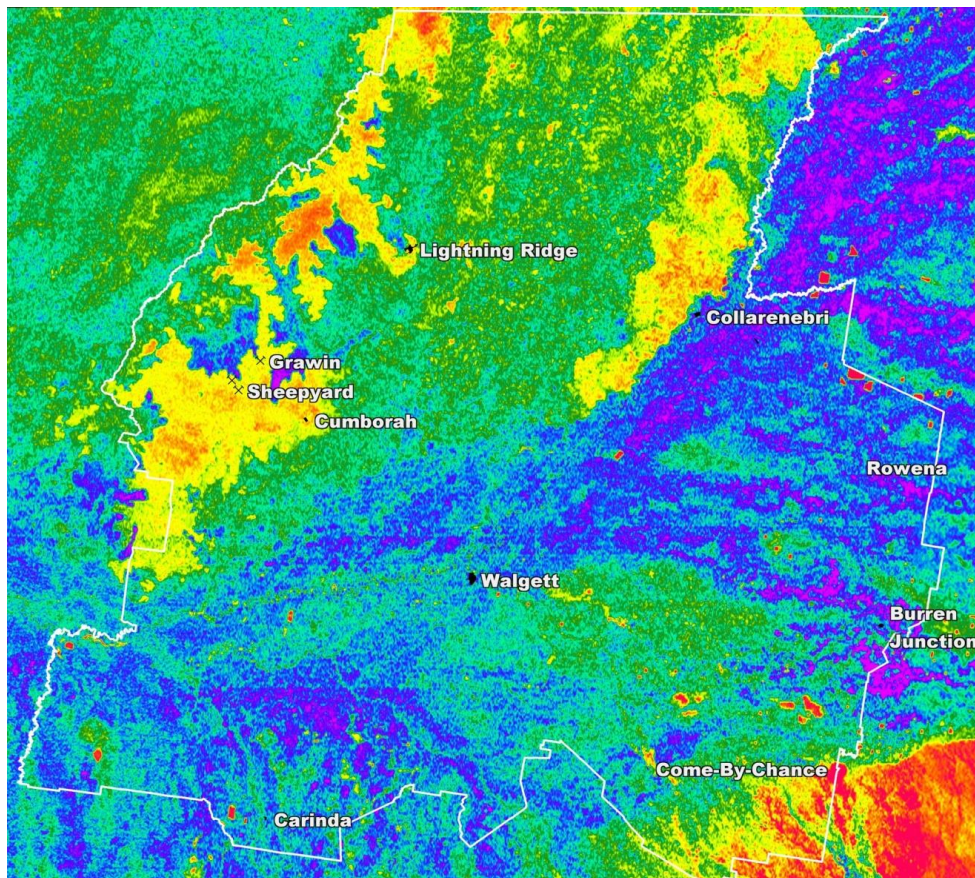 Lightning Ridge
Collarenebri
Grawin
Sheepyard
Cumborah
Rowena
Walgett
Burren
Junction
Come-By-Chance
Carinda